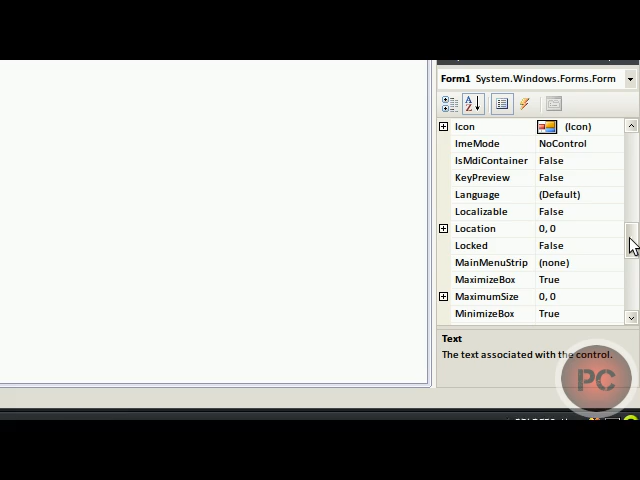 Form1 System.Windows.Forms.Form
Icon (Icon)
ImeMode NoControl
IsMdiContainer False
KeyPreview False
Language (Default)
Localizable False
Location 0, 0
Locked False
MainMenuStrip (none)
MaximizeBox True
MaximumSize 0, 0
MinimizeBox True
Text
The text associated with the control.
PC